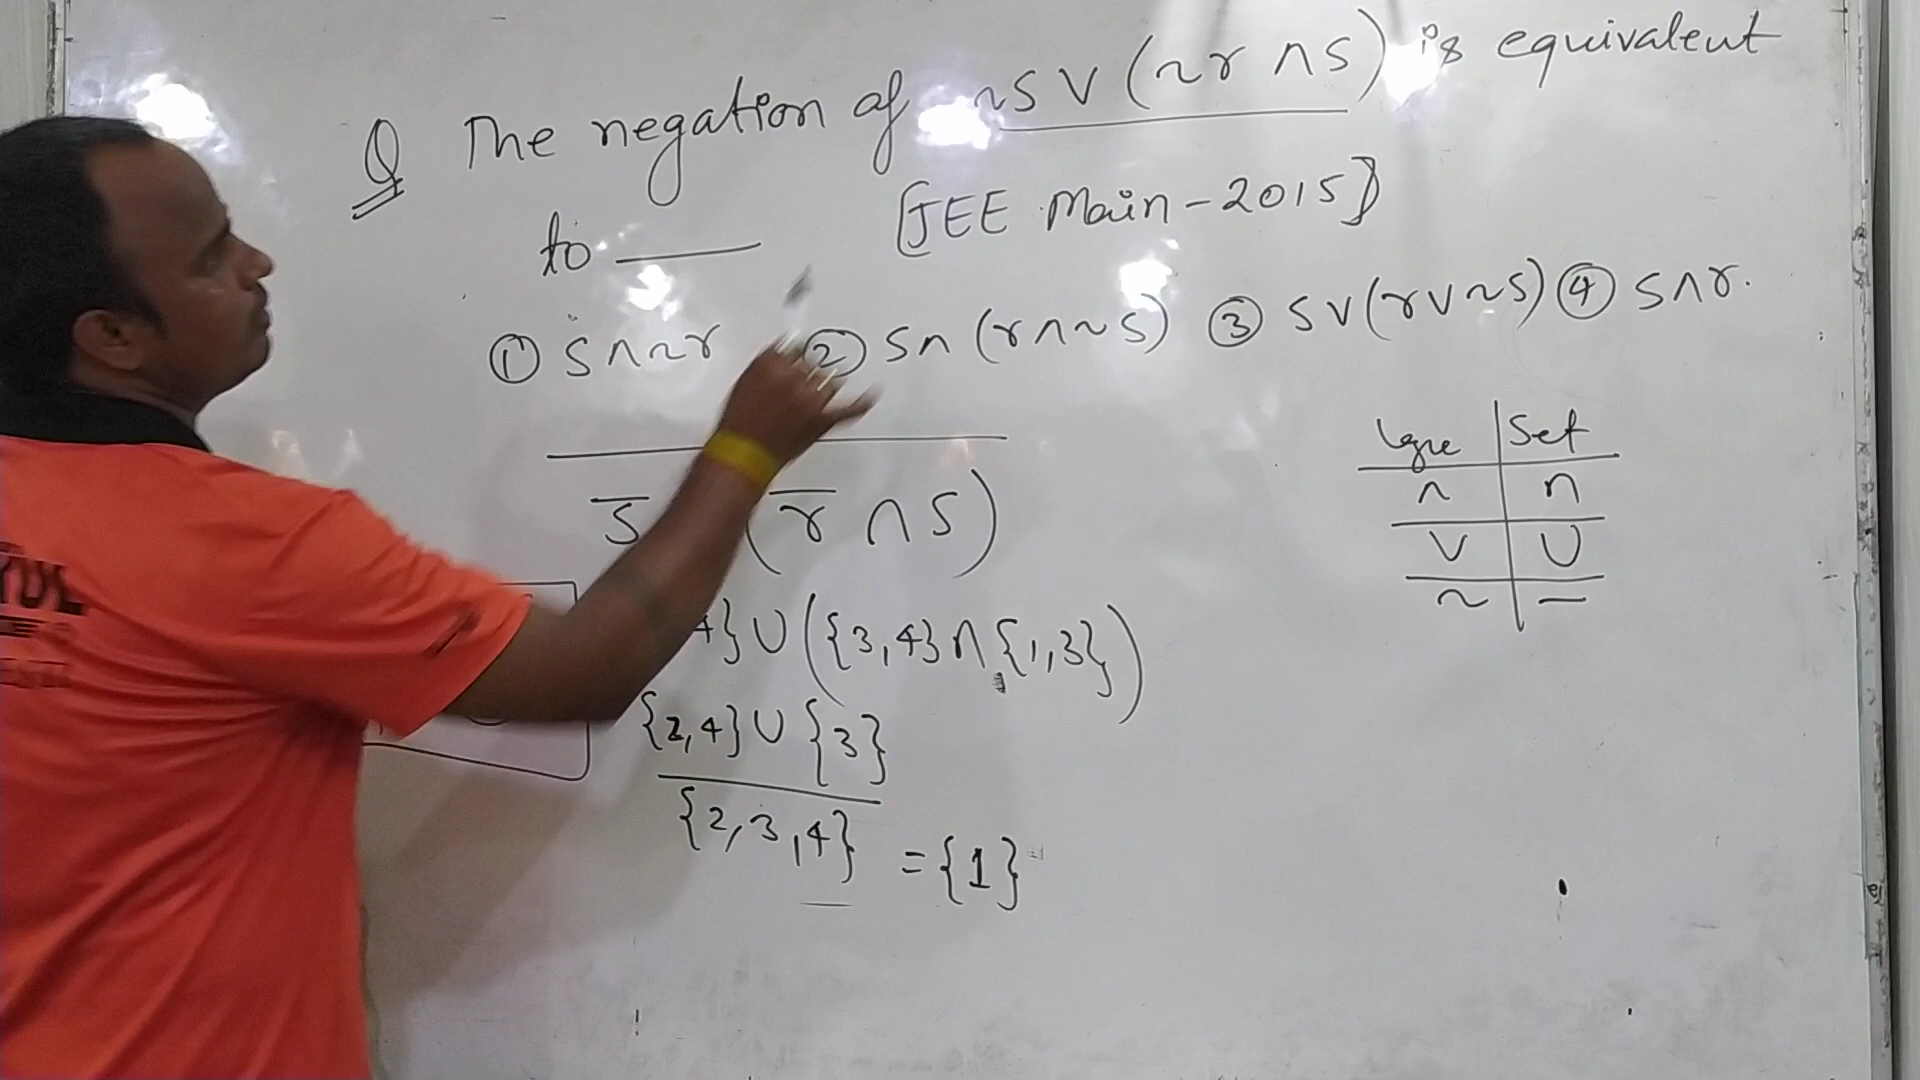 Q The negation of ~s ∨ (~r ∧ s) is equivalent
to ____ [JEE Main-2015]
① s ∧ ~r ② s ∧ (r ∧ ~s) ③ s ∨ (r ∨ ~s) ④ s ∧ r.
Set
∧ ∩
∨ ∪
~ —
s̅ (r̅ ∩ s)
4} ∪ ({3,4} ∩ {1,3})
{2,4} ∪ {3}
{2,3,4} = {1}